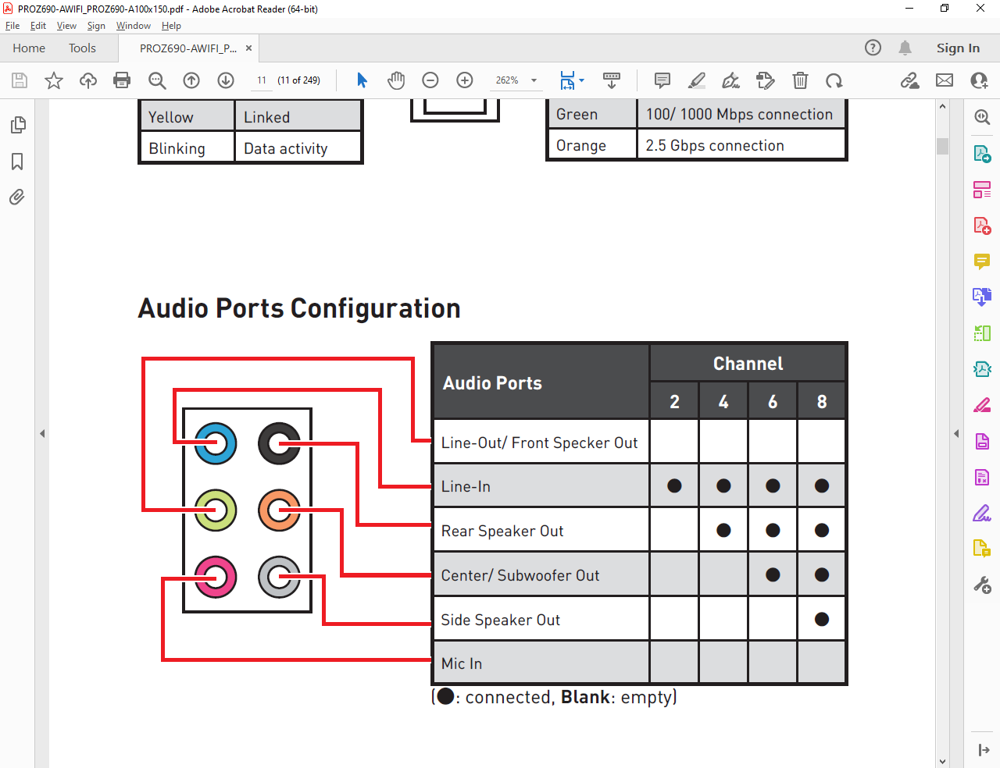 PROZ690-AWIFI_PROZ690-A100x150.pdf - Adobe Acrobat Reader (64-bit)
File Edit View Sign Window Help
Home Tools PROZ690-AWIFI_P... × Sign In
11 (11 of 249) 262%
Yellow Linked
Blinking Data activity
Green 100/ 1000 Mbps connection
Orange 2.5 Gbps connection
Audio Ports Configuration
Audio Ports Channel
2 4 6 8
Line-Out/ Front Specker Out
Line-In ● ● ● ●
Rear Speaker Out ● ● ●
Center/ Subwoofer Out ● ●
Side Speaker Out ●
Mic In
(●: connected, Blank: empty)